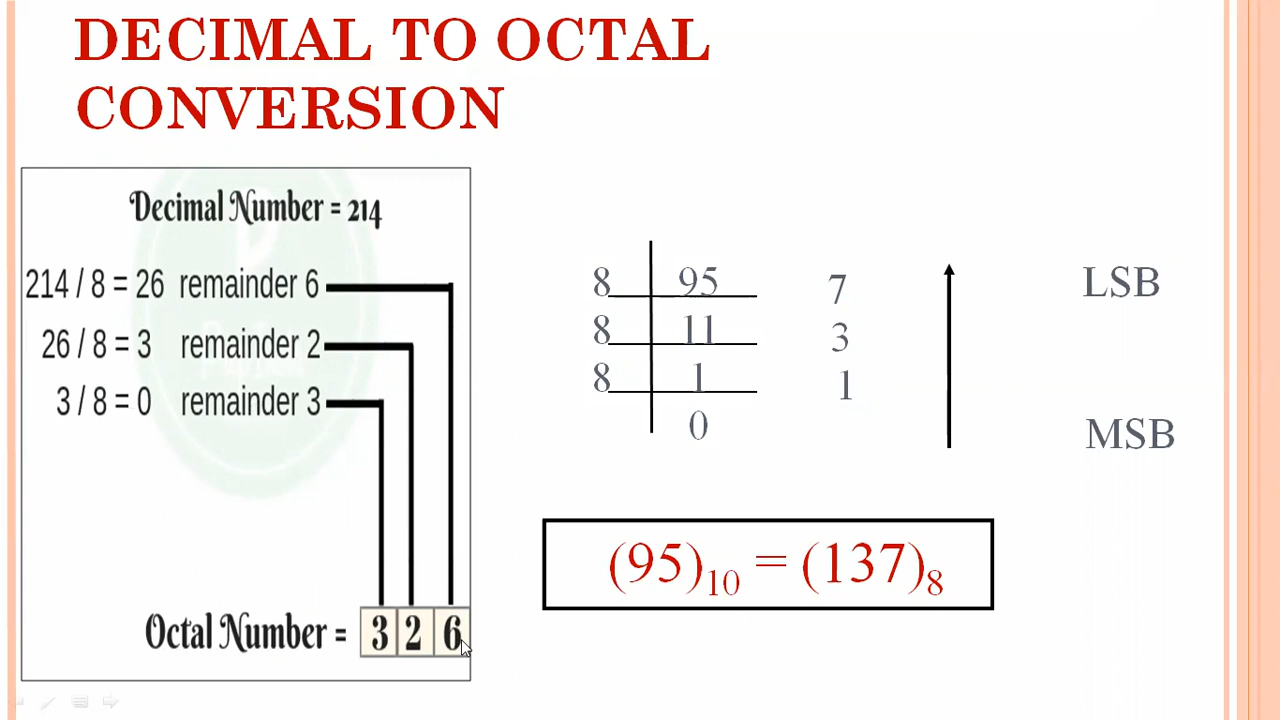 DECIMAL TO OCTAL
CONVERSION
Decimal Number = 214
214 / 8 = 26 remainder 6
26 / 8 = 3 remainder 2
3 / 8 = 0 remainder 3
Octal Number = 3 2 6
8 95 7 LSB
8 11 3
8 1 1
0 MSB
(95)10 = (137)8